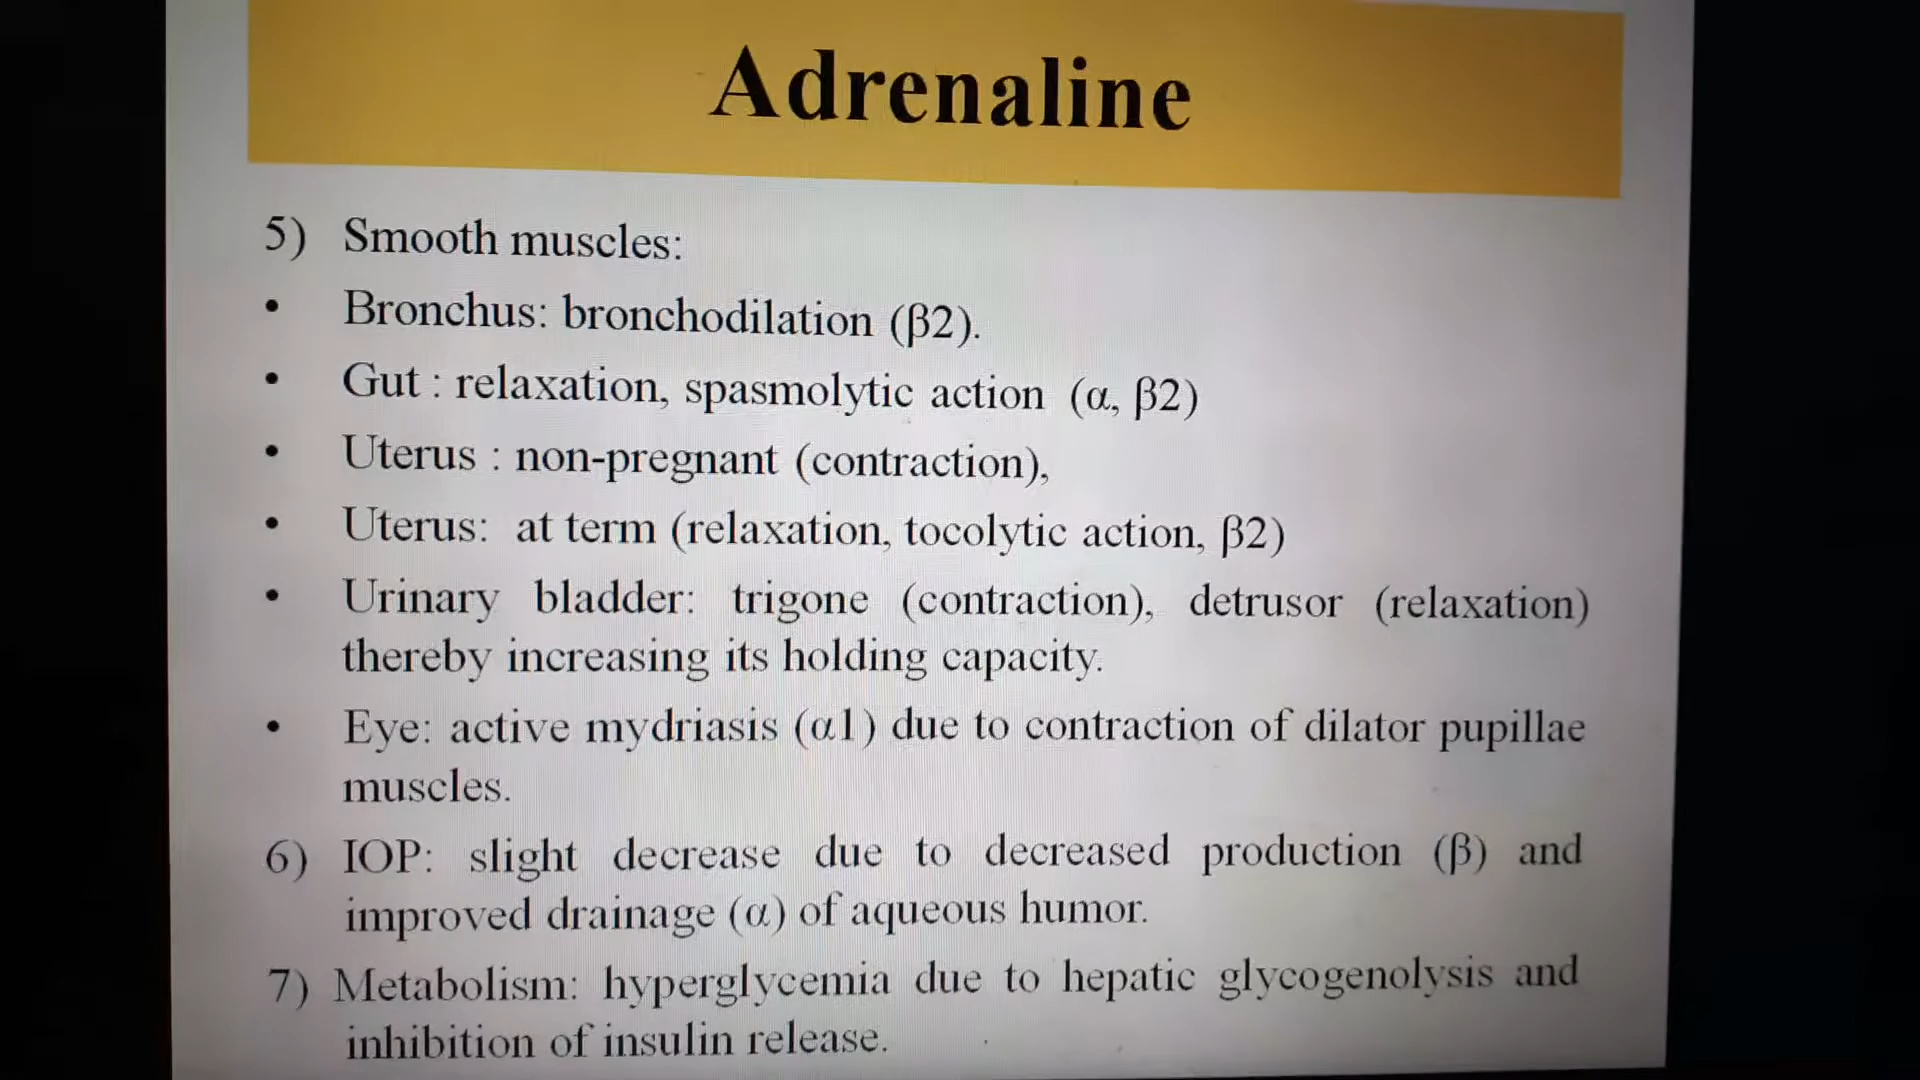 Adrenaline
5) Smooth muscles:
• Bronchus: bronchodilation (β2).
• Gut : relaxation, spasmolytic action (α, β2)
• Uterus : non-pregnant (contraction),
• Uterus: at term (relaxation, tocolytic action, β2)
• Urinary bladder: trigone (contraction), detrusor (relaxation)
thereby increasing its holding capacity.
• Eye: active mydriasis (α1) due to contraction of dilator pupillae
muscles.
6) IOP: slight decrease due to decreased production (β) and
improved drainage (α) of aqueous humor.
7) Metabolism: hyperglycemia due to hepatic glycogenolysis and
inhibition of insulin release.